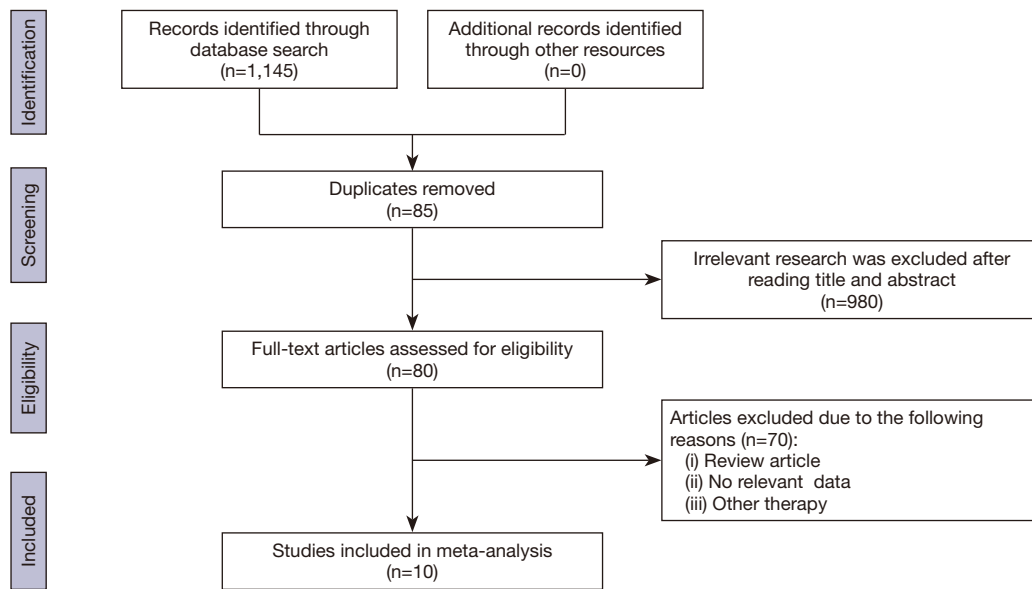 Identification
Records identified through
database search
(n=1,145)
Additional records identified
through other resources
(n=0)
Screening
Duplicates removed
(n=85)
Irrelevant research was excluded after
reading title and abstract
(n=980)
Eligibility
Full-text articles assessed for eligibility
(n=80)
Articles excluded due to the following
reasons (n=70):
(i) Review article
(ii) No relevant data
(iii) Other therapy
Included
Studies included in meta-analysis
(n=10)